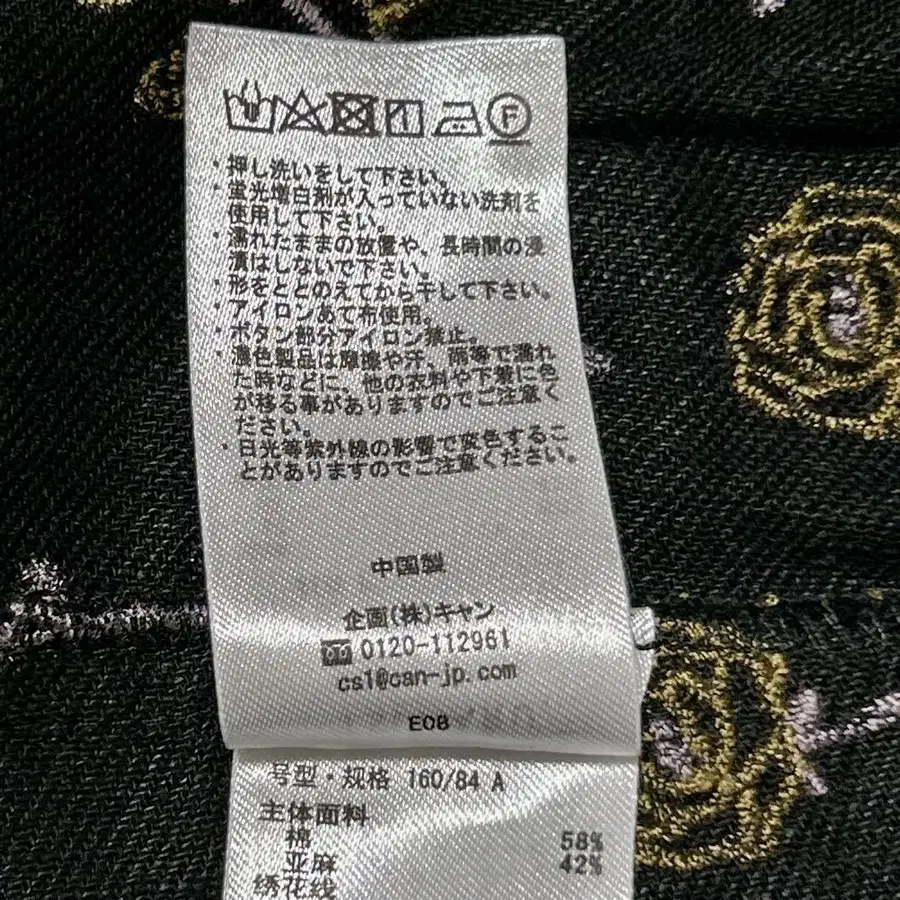 F
・押し洗いをして下さい。
・蛍光増白剤が入っていない洗剤を
使用して下さい。
・濡れたままの放置や、長時間の浸
漬はしないで下さい。
・形をととのえてから干して下さい。
・アイロンあて布使用。
・ボタン部分アイロン禁止。
・濃色製品は摩擦や汗、雨等で濡れ
た時などに、他の衣料や下着に色
が移る事がありますのでご注意く
ださい。
・日光等紫外線の影響で変色するこ
とがありますのでご注意ください。
中国製
企画(株)キャン
0120-112961
cs1@can-jp.com
E08
号型・规格 160/84 A
主体面料
棉 58%
亚麻 42%
绣花线